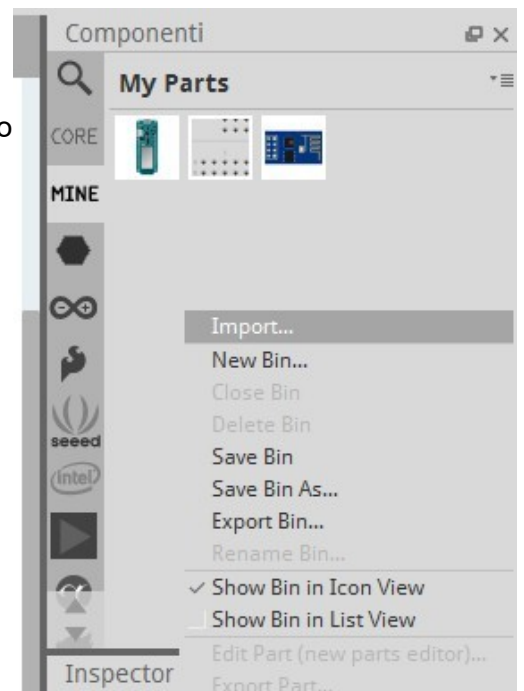 Componenti
My Parts
o
CORE
MINE
seeed
intel
Import...
New Bin...
Close Bin
Delete Bin
Save Bin
Save Bin As...
Export Bin...
Rename Bin...
✓ Show Bin in Icon View
Show Bin in List View
Edit Part (new parts editor)...
Export Part...
Inspector